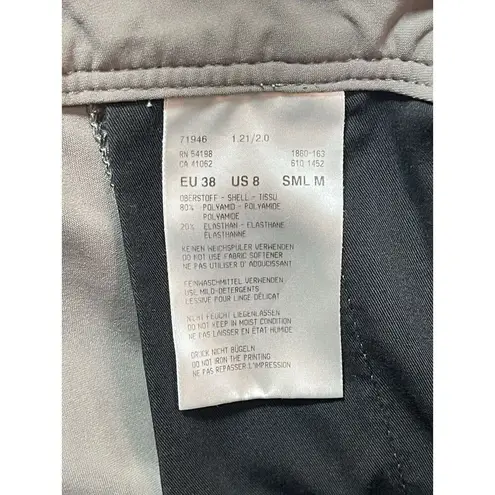 71946 1.21/2.0
RN 54198 1860-163
CA 41052 610 1452
EU 38 US 8 SML M
OBERSTOFF - SHELL - TISSU
80% POLYAMID - POLYAMIDE
POLYAMIDE
20% ELASTHAN - ELASTHANE
ELASTHANNE
KEINEN WEICHSPÜLER VERWENDEN
DO NOT USE FABRIC SOFTENER
NE PAS UTILISER D' ADOUCISSANT
FEINWASCHMITTEL VERWENDEN
USE MILD-DETERGENTS
LESSIVE POUR LINGE DÉLICAT
NICHT FEUCHT LIEGENLASSEN
DO NOT KEEP IN MOIST CONDITION
NE PAS LAISSER EN ÉTAT HUMIDE
DRUCK NICHT BÜGELN
DO NOT IRON THE PRINTING
NE PAS REPASSER L'IMPRIMÉ